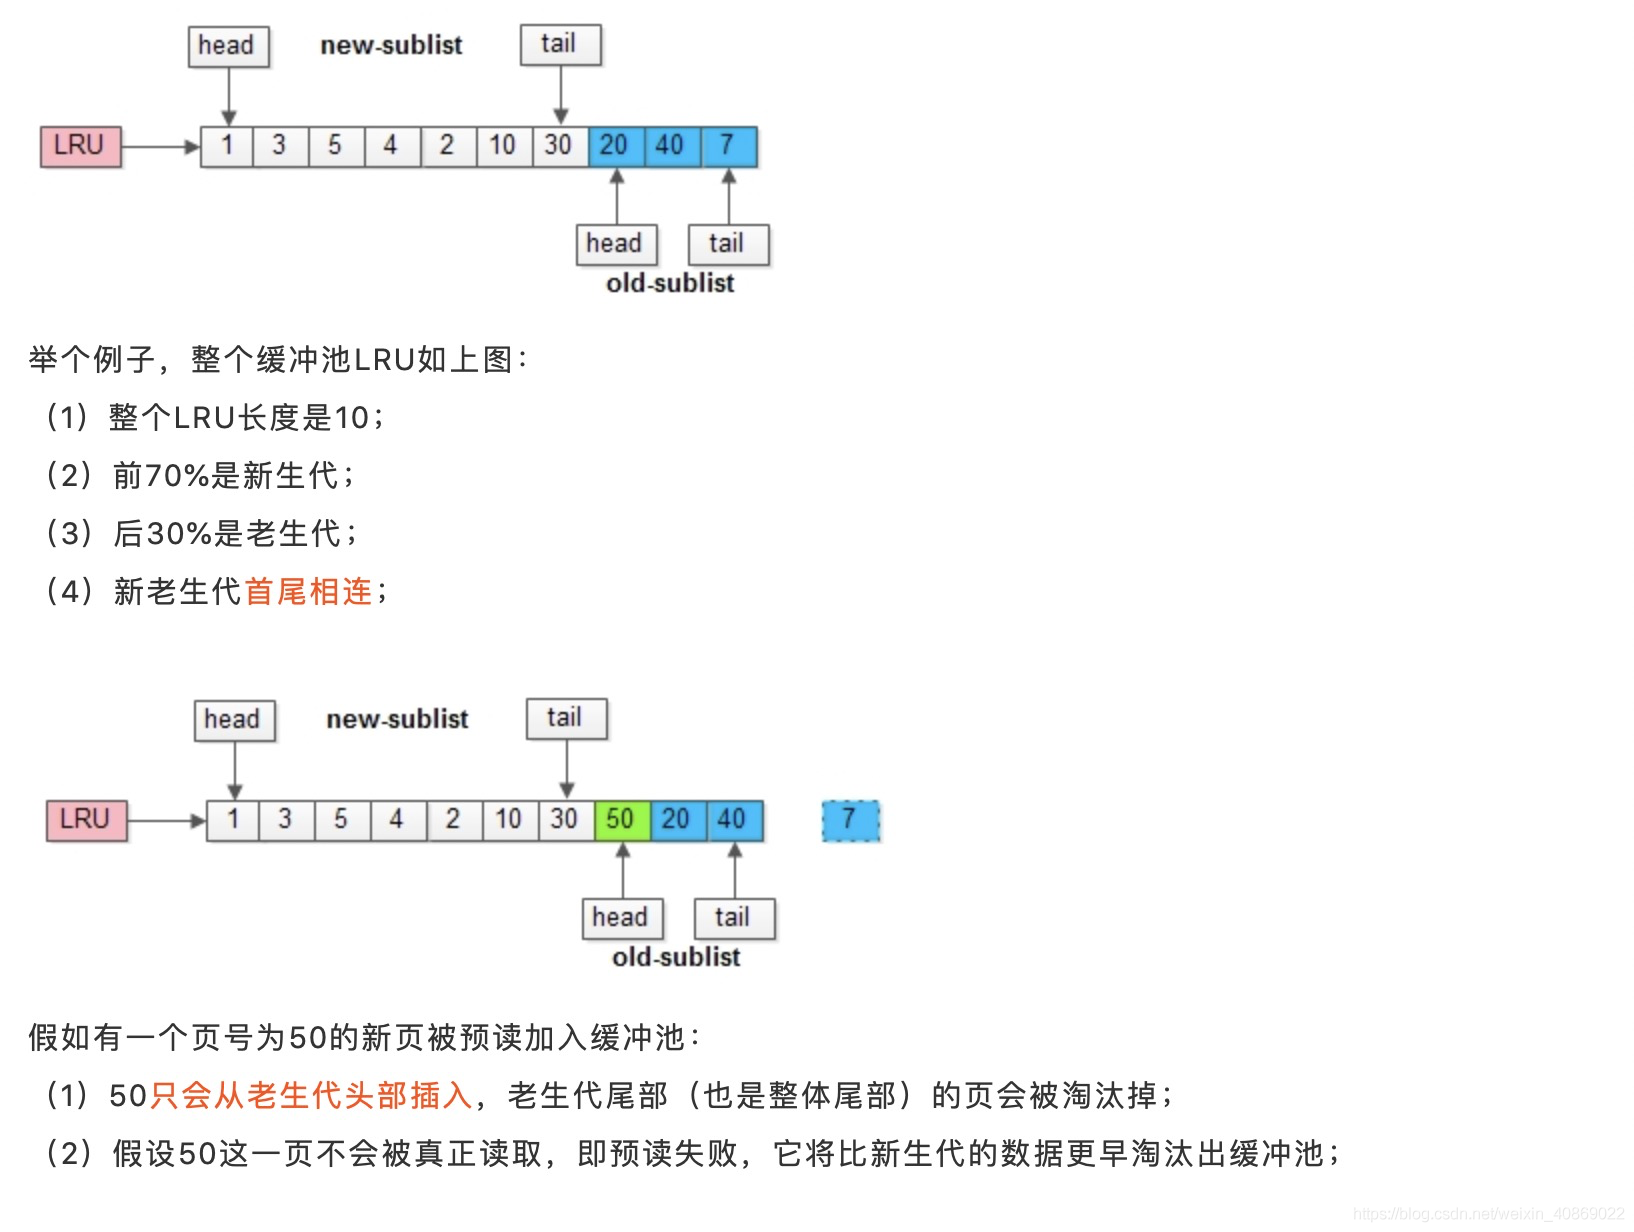 head new-sublist tail
LRU 1 3 5 4 2 10 30 20 40 7
head tail
old-sublist
举个例子，整个缓冲池LRU如上图：
（1）整个LRU长度是10；
（2）前70%是新生代；
（3）后30%是老生代；
（4）新老生代首尾相连；
head new-sublist tail
LRU 1 3 5 4 2 10 30 50 20 40 7
head tail
old-sublist
假如有一个页号为50的新页被预读加入缓冲池：
（1）50只会从老生代头部插入，老生代尾部（也是整体尾部）的页会被淘汰掉；
（2）假设50这一页不会被真正读取，即预读失败，它将比新生代的数据更早淘汰出缓冲池；
https://blog.csdn.net/weixin_40869022